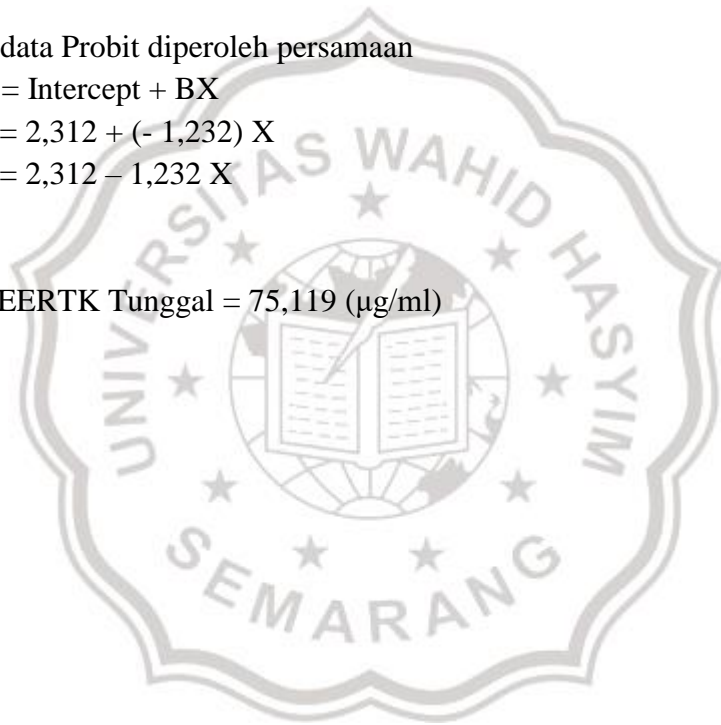 data Probit diperoleh persamaan
= Intercept + BX
= 2,312 + (- 1,232) X
= 2,312 – 1,232 X
EERTK Tunggal = 75,119 (µg/ml)
UNIVERSITAS WAHID HASYIM
SEMARANG